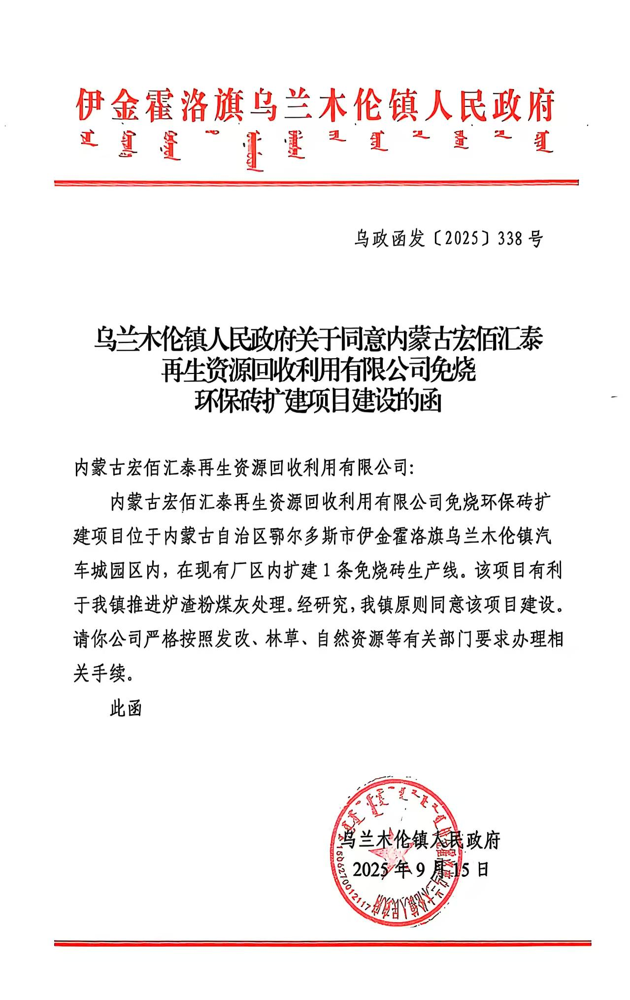 伊金霍洛旗乌兰木伦镇人民政府
乌政函发〔2025〕338号
乌兰木伦镇人民政府关于同意内蒙古宏佰汇泰
再生资源回收利用有限公司免烧
环保砖扩建项目建设的函
内蒙古宏佰汇泰再生资源回收利用有限公司:
内蒙古宏佰汇泰再生资源回收利用有限公司免烧环保砖扩
建项目位于内蒙古自治区鄂尔多斯市伊金霍洛旗乌兰木伦镇汽
车城园区内，在现有厂区内扩建1条免烧砖生产线。该项目有利
于我镇推进炉渣粉煤灰处理。经研究，我镇原则同意该项目建设。
请你公司严格按照发改、林草、自然资源等有关部门要求办理相
关手续。
此函
乌兰木伦镇人民政府
2025年9月15日